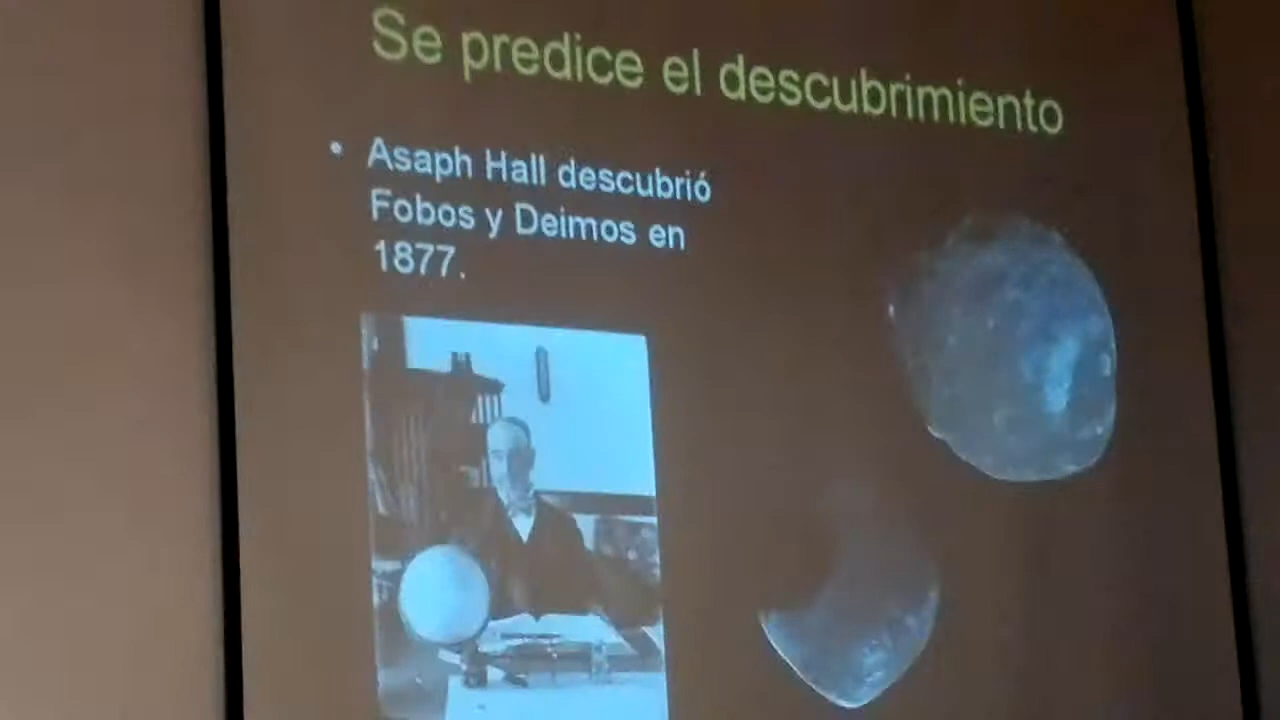 Se predice el descubrimiento
• Asaph Hall descubrió
Fobos y Deimos en
1877.